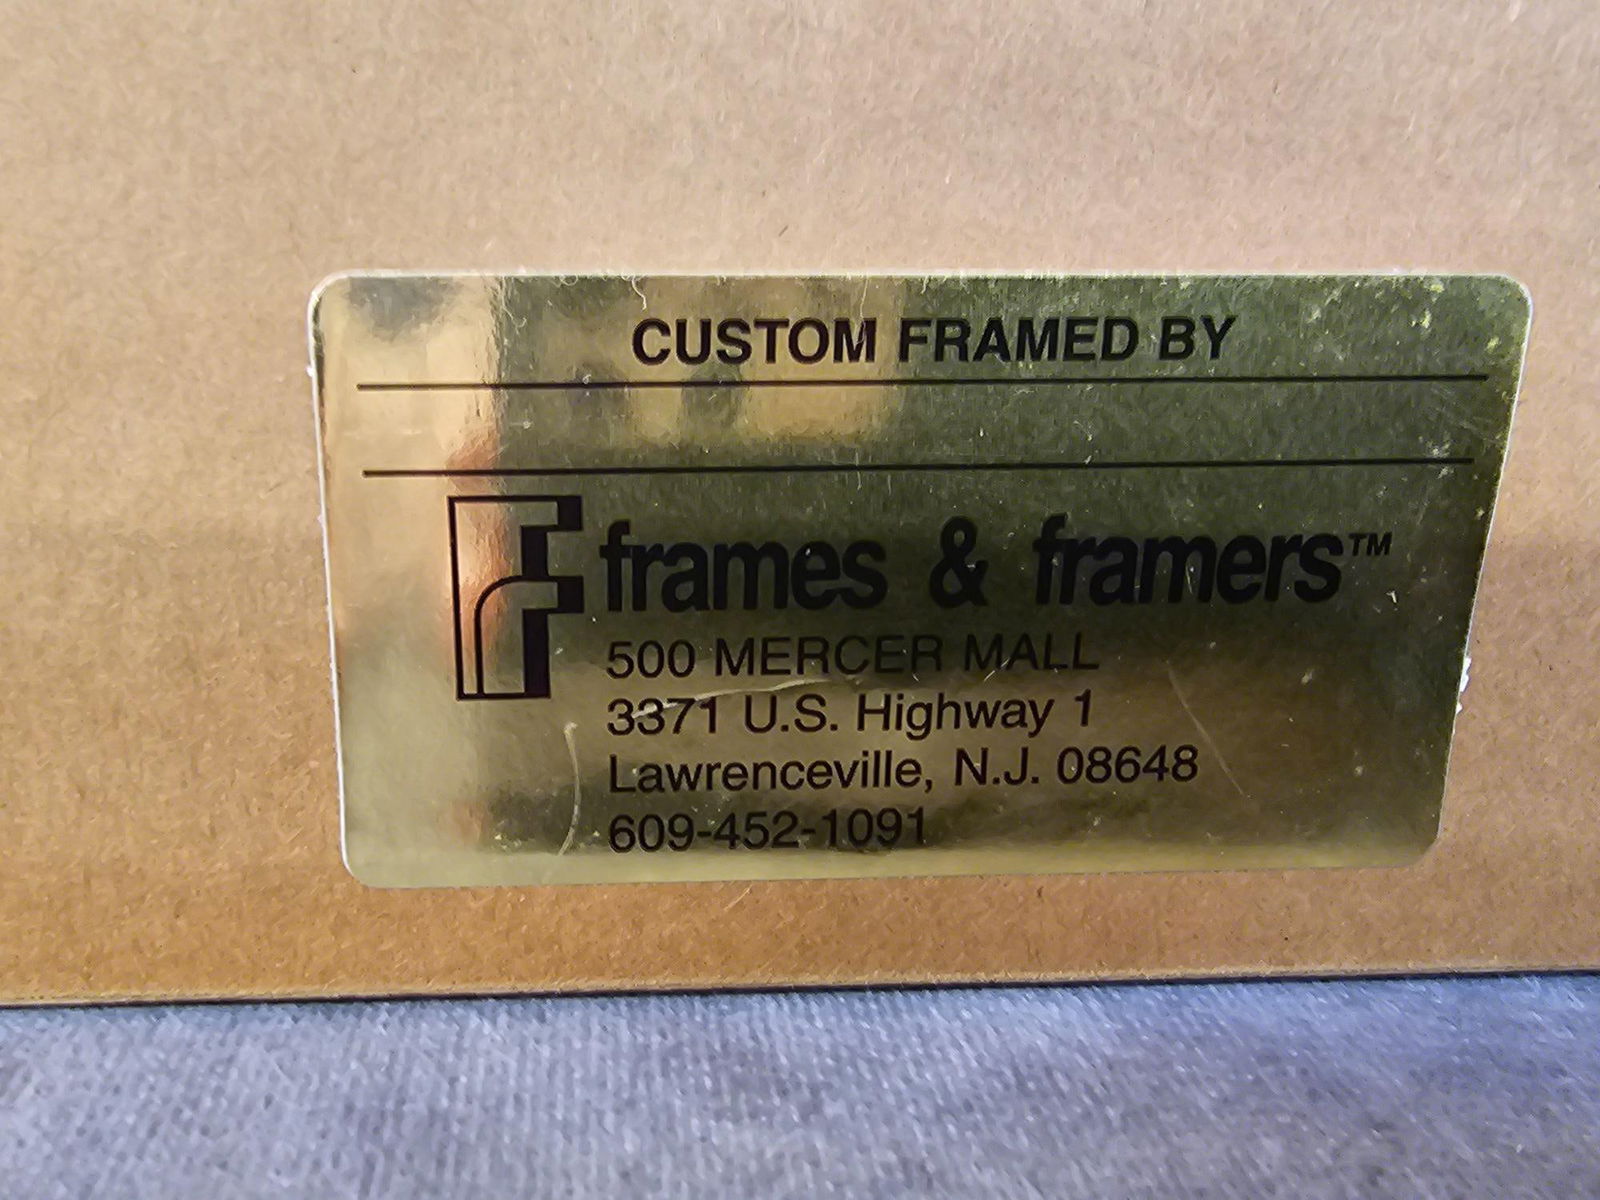 CUSTOM FRAMED BY
frames & framers™
500 MERCER MALL
3371 U.S. Highway 1
Lawrenceville, N.J. 08648
609-452-1091